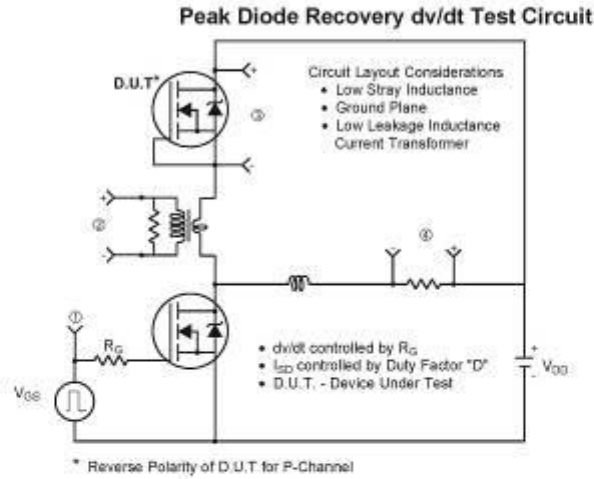 Peak Diode Recovery dv/dt Test Circuit
D.U.T*
+
③
-
Circuit Layout Considerations
• Low Stray Inductance
• Ground Plane
• Low Leakage Inductance
Current Transformer
+
②
-
④
-
+
①
RG
VGS
• dv/dt controlled by RG
• ISD controlled by Duty Factor "D"
• D.U.T. - Device Under Test
+
VDD
-
* Reverse Polarity of D.U.T for P-Channel